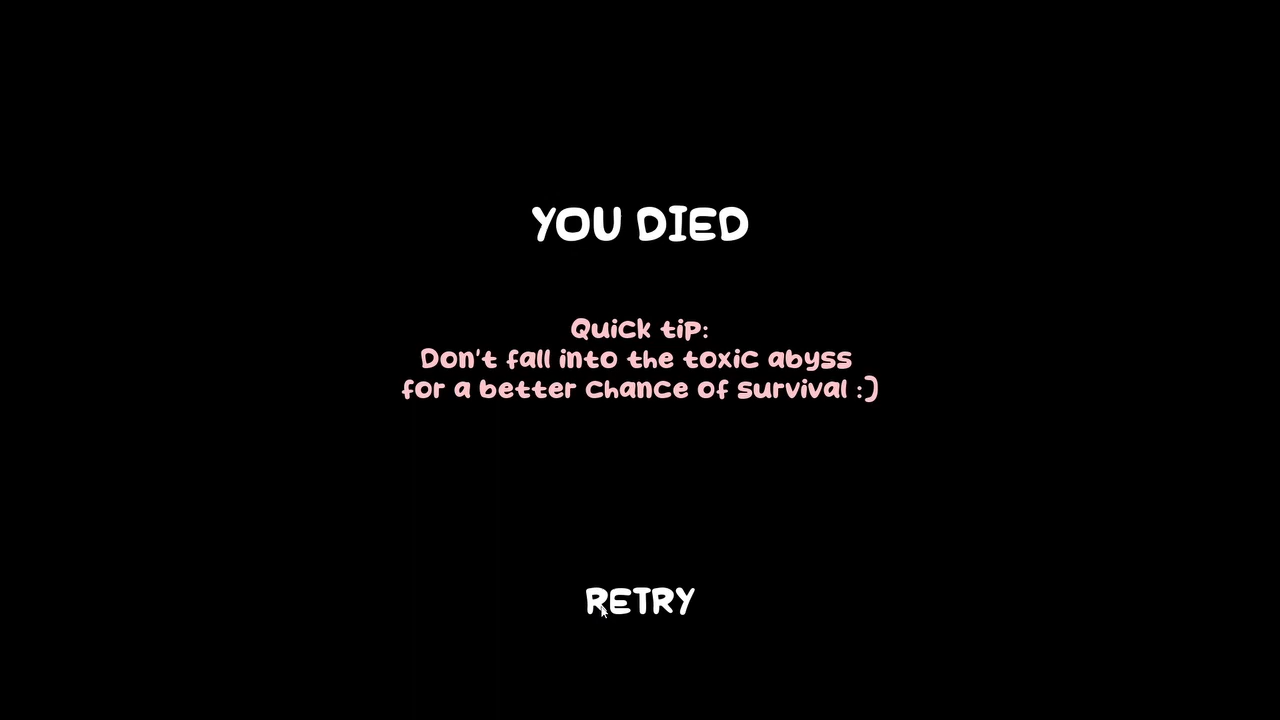 YOU DIED
Quick tip:
Don't fall into the toxic abyss
for a better chance of survival :)
RETRY